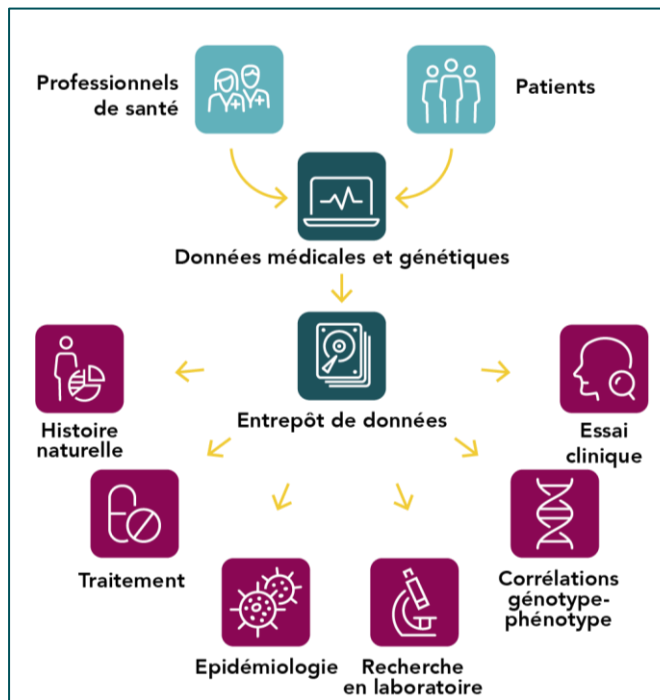 Professionnels
de santé
Patients
Données médicales et génétiques
Entrepôt de données
Histoire
naturelle
Essai
clinique
Traitement
Corrélations
génotype-
phénotype
Epidémiologie
Recherche
en laboratoire